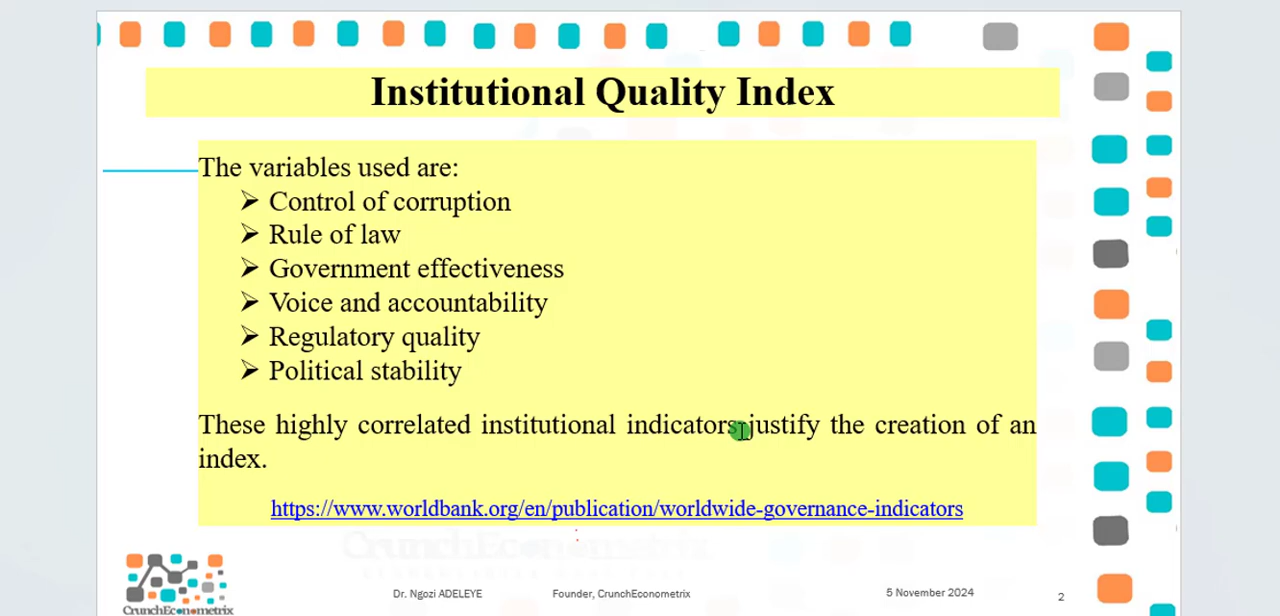 Institutional Quality Index
The variables used are:
➢ Control of corruption
➢ Rule of law
➢ Government effectiveness
➢ Voice and accountability
➢ Regulatory quality
➢ Political stability
These highly correlated institutional indicators justify the creation of an
index.
https://www.worldbank.org/en/publication/worldwide-governance-indicators
CrunchEconometrix
CrunchEconometrix
Dr. Ngozi ADELEYE Founder, CrunchEconometrix 5 November 2024 2